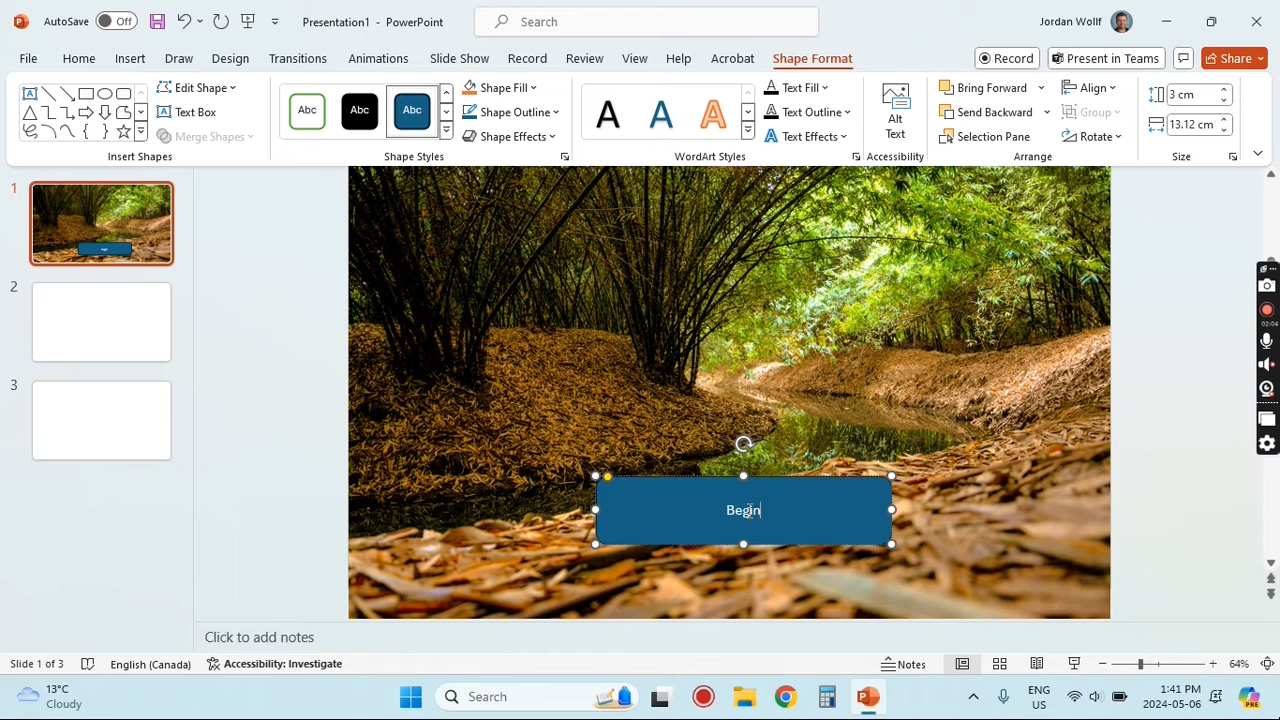 AutoSave Off Presentation1 - PowerPoint Search Jordan Wollf
File Home Insert Draw Design Transitions Animations Slide Show Record Review View Help Acrobat Shape Format Record Present in Teams Share
Edit Shape Abc Abc Abc Shape Fill A A A Text Fill Alt Text Bring Forward Align 3 cm
Text Box Shape Outline Text Outline Send Backward Group 13.12 cm
Merge Shapes Shape Effects Text Effects Selection Pane Rotate
Insert Shapes Shape Styles WordArt Styles Accessibility Arrange Size
1
2
3
02:04
Begin
Click to add notes
Slide 1 of 3 English (Canada) Accessibility: Investigate Notes 64%
13°C
Cloudy
Search
ENG
US
1:41 PM
2024-05-06
PRE